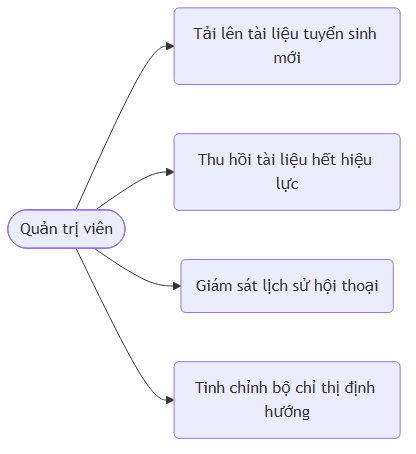 Tải lên tài liệu tuyển sinh
mới
Thu hồi tài liệu hết hiệu
lực
Quản trị viên
Giám sát lịch sử hội thoại
Tinh chỉnh bộ chỉ thị định
hướng